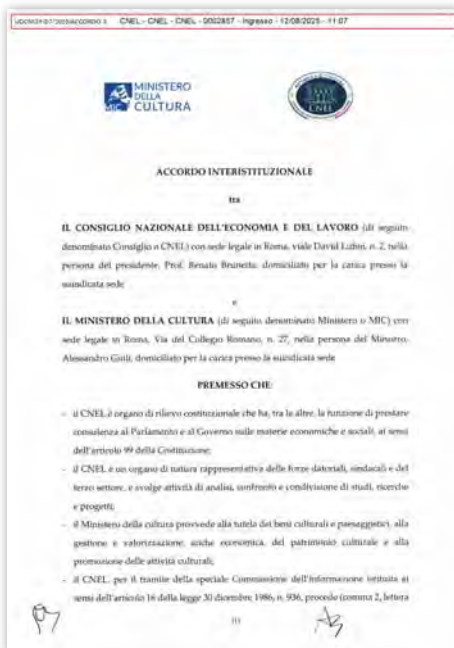 CNEL - CNEL - CNEL - 0002857 - Ingresso - 12/08/2025 - 11:07
MIC MINISTERO
DELLA
CULTURA
CNEL
ACCORDO INTERISTITUZIONALE
tra
IL CONSIGLIO NAZIONALE DELL'ECONOMIA E DEL LAVORO (di seguito
denominato Consiglio o CNEL) con sede legale in Roma, viale David Lubin, n. 2, nella
persona del presidente, Prof. Renato Brunetta, domiciliato per la carica presso la
suindicata sede
e
IL MINISTERO DELLA CULTURA (di seguito denominato Ministero o MIC) con
sede legale in Roma, Via del Collegio Romano, n. 27, nella persona del Ministro,
Alessandro Giuli, domiciliato per la carica presso la suindicata sede
PREMESSO CHE:
- il CNEL è organo di rilievo costituzionale che ha, tra le altre, la funzione di prestare
consulenza al Parlamento e al Governo sulle materie economiche e sociali, ai sensi
dell'articolo 99 della Costituzione;
- il CNEL è un organo di natura rappresentativa delle forze datoriali, sindacali e del
terzo settore, e svolge attività di analisi, confronto e condivisione di studi, ricerche
e progetti;
- il Ministero della cultura provvede alla tutela dei beni culturali e paesaggistici, alla
gestione e valorizzazione, anche economica, del patrimonio culturale e alla
promozione delle attività culturali;
- il CNEL, per il tramite della speciale Commissione dell'informazione istituita ai
sensi dell'articolo 16 dalla legge 30 dicembre 1986, n. 936, procede (comma 2, lettera